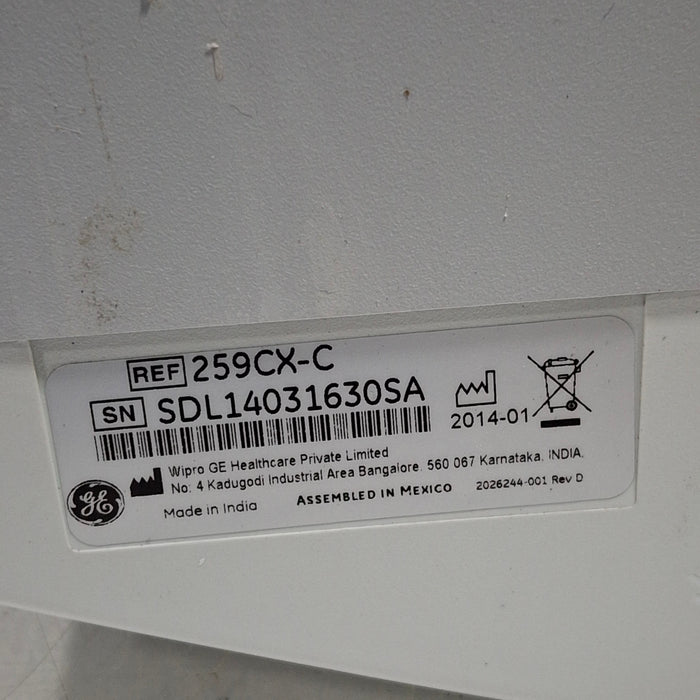 REF 259CX-C
SN SDL14031630SA
2014-01
Wipro GE Healthcare Private Limited
No: 4 Kadugodi Industrial Area Bangalore. 560 067 Karnataka. INDIA.
GE
Made in India
ASSEMBLED IN MEXICO
2026244-001 Rev D